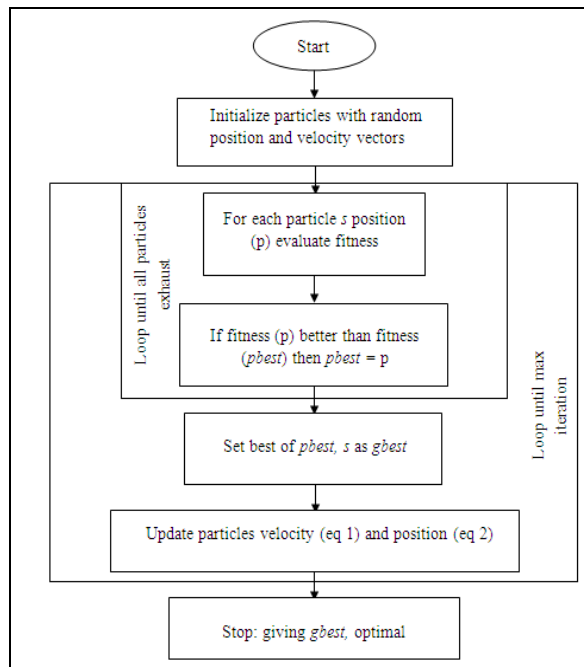 Start
Initialize particles with random
position and velocity vectors
For each particle s position
(p) evaluate fitness
Loop until all particles
exhaust
If fitness (p) better than fitness
(pbest) then pbest = p
Set best of pbest, s as gbest
Loop until max
iteration
Update particles velocity (eq 1) and position (eq 2)
Stop: giving gbest, optimal